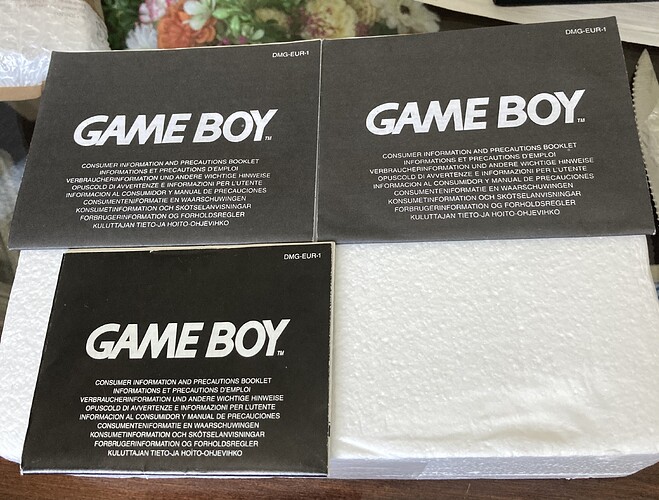 DMG-EUR-1
GAME BOY™
CONSUMER INFORMATION AND PRECAUTIONS BOOKLET
INFORMATIONS ET PRECAUTIONS D'EMPLOI
VERBRAUCHERINFORMATION UND ANDERE WICHTIGE HINWEISE
OPUSCOLO DI AVVERTENZE E INFORMAZIONI PER L'UTENTE
INFORMACION AL CONSUMIDOR Y MANUAL DE PRECAUCIONES
CONSUMENTENINFORMATIE EN WAARSCHUWINGEN
KONSUMETINFORMATION OCH SKÖTSELANVISNINGAR
FORBRUGERINFORMATION OG FORHOLDSREGLER
KULUTTAJAN TIETO-JA HOITO-OHJEVIHKO
DMG-EUR-1
GAME BOY™
CONSUMER INFORMATION AND PRECAUTIONS BOOKLET
INFORMATIONS ET PRECAUTIONS D'EMPLOI
VERBRAUCHERINFORMATION UND ANDERE WICHTIGE HINWEISE
OPUSCOLO DI AVVERTENZE E INFORMAZIONI PER L'UTENTE
INFORMACION AL CONSUMIDOR Y MANUAL DE PRECAUCIONES
CONSUMENTENINFORMATIE EN WAARSCHUWINGEN
KONSUMETINFORMATION OCH SKÖTSELANVISNINGAR
FORBRUGERINFORMATION OG FORHOLDSREGLER
KULUTTAJAN TIETO-JA HOITO-OHJEVIHKO
DMG-EUR-1
GAME BOY™
CONSUMER INFORMATION AND PRECAUTIONS BOOKLET
INFORMATIONS ET PRECAUTIONS D'EMPLOI
VERBRAUCHERINFORMATION UND ANDERE WICHTIGE HINWEISE
OPUSCOLD DI AVVERTENZE E INFORMAZIONI PER L'UTENTE
INFORMACION AL CONSUMIDOR Y MANUAL DE PRECAUCIONES
CONSUMENTENINFORMATIE EN WAARSCHUWINGEN
KONSUMETINFORMATION OCH SKÖTSELANVISNINGAR
FORBRUGERINFORMATION OG FORHOLDSREGLER
KULUTTAJAN TIETO-JA HOITO-OHJEVIHKO